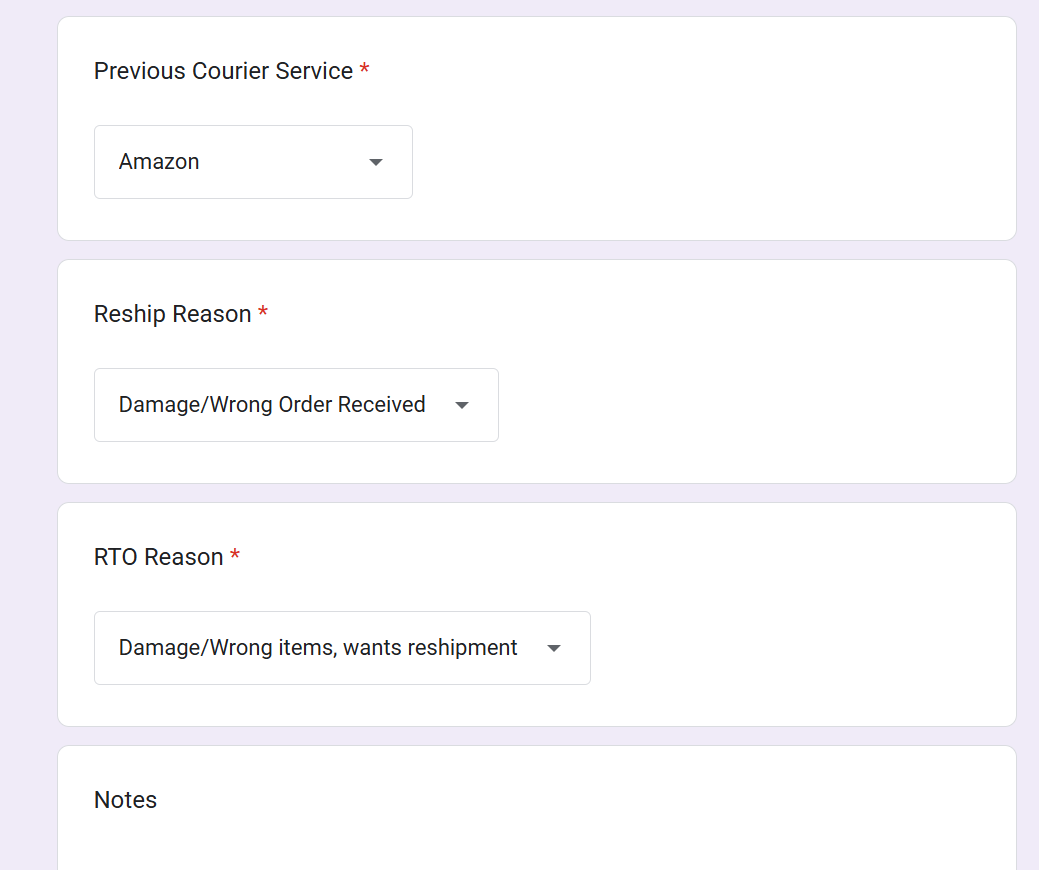 Previous Courier Service *
Amazon
Reship Reason *
Damage/Wrong Order Received
RTO Reason *
Damage/Wrong items, wants reshipment
Notes